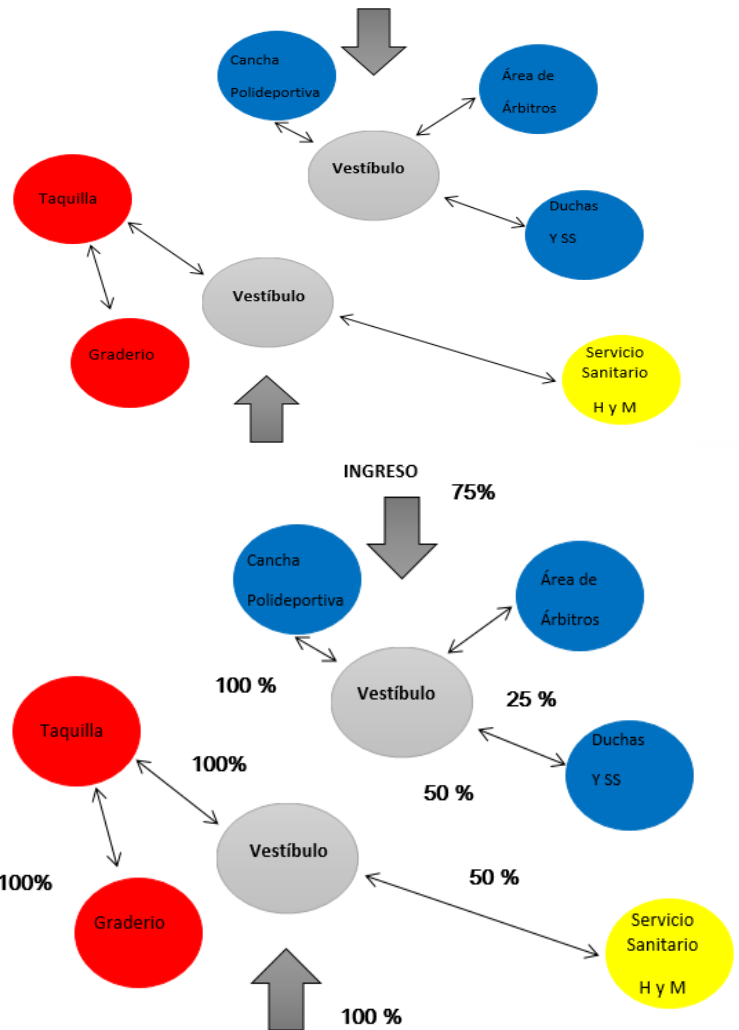 Cancha
Polideportiva
Área de
Árbitros
Vestíbulo
Taquilla
Duchas
Y SS
Vestíbulo
Graderio
Servicio
Sanitario
H y M
INGRESO
75%
Cancha
Polideportiva
Área de
Árbitros
100 %
Vestíbulo
25 %
Taquilla
Duchas
Y SS
100%
50 %
Vestíbulo
100%
50 %
Graderio
Servicio
Sanitario
H y M
100 %